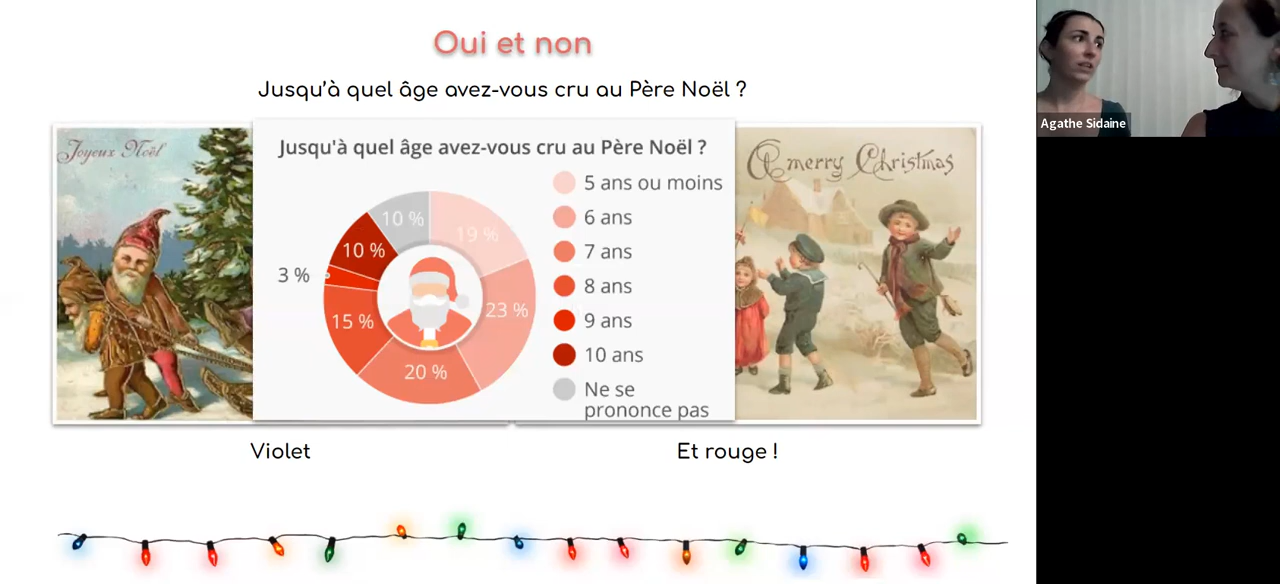 Oui et non
Jusqu'à quel âge avez-vous cru au Père Noël ?
Joyeux Noël
Jusqu'à quel âge avez-vous cru au Père Noël ?
5 ans ou moins
6 ans
7 ans
8 ans
9 ans
10 ans
Ne se
prononce pas
10 %
19 %
10 %
3 %
23 %
15 %
20 %
A merry Christmas
Violet
Et rouge !
Agathe Sidaine